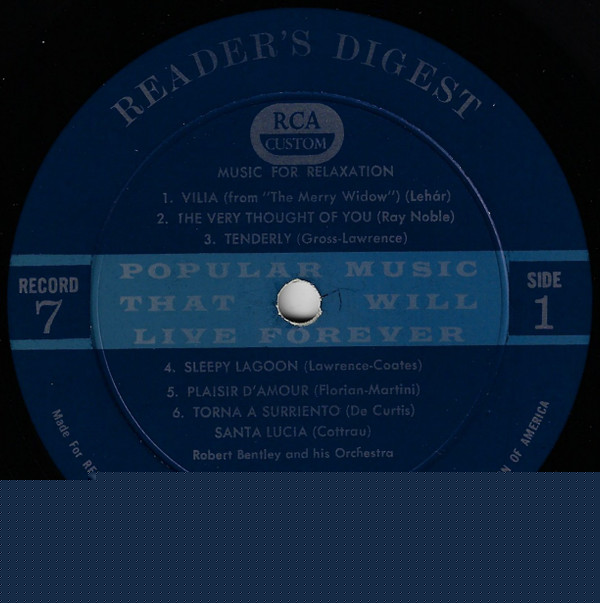 READER'S DIGEST
RCA
CUSTOM
MUSIC FOR RELAXATION
1. VILIA (from "The Merry Widow") (Lehár)
2. THE VERY THOUGHT OF YOU (Ray Noble)
3. TENDERLY (Gross-Lawrence)
RECORD
7
POPULAR MUSIC
THAT WILL
LIVE FOREVER
SIDE
1
4. SLEEPY LAGOON (Lawrence-Coates)
5. PLAISIR D'AMOUR (Florian-Martini)
6. TORNA A SURRIENTO (De Curtis)
SANTA LUCIA (Cottrau)
Robert Bentley and his Orchestra
Made For
OF AMERICA